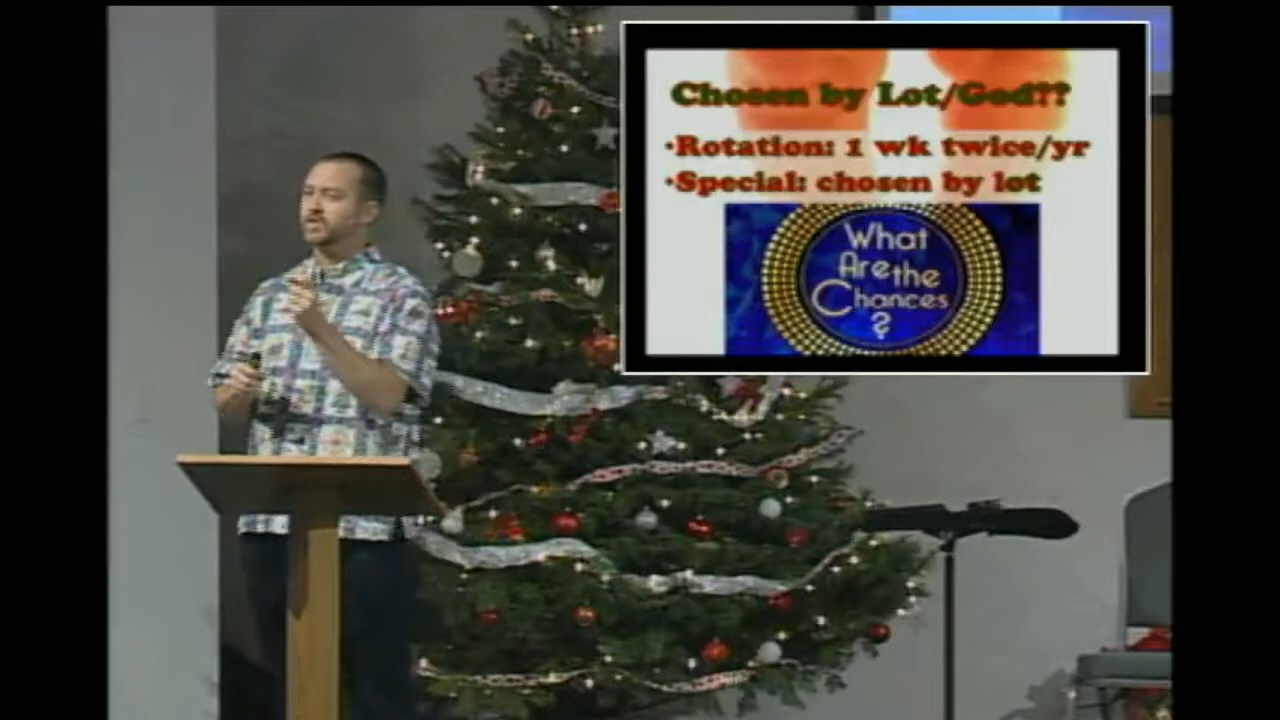 Chosen by Lot/God??
•Rotation: 1 wk twice/yr
•Special: chosen by lot
What
Are the
Chances
?